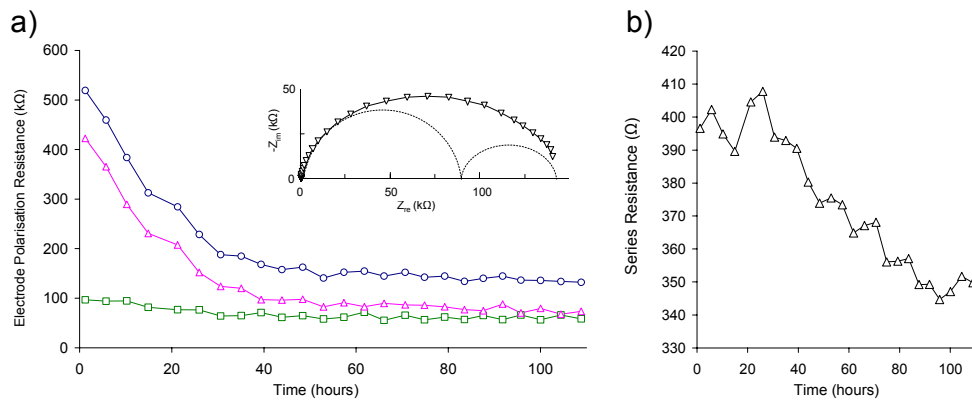 a)
Electrode Polarisation Resistance (kΩ)
600
500
400
300
200
100
0
0 20 40 60 80 100
Time (hours)
-Z_im (kΩ)
50
0
0 50 100
Z_re (kΩ)
b)
Series Resistance (Ω)
420
410
400
390
380
370
360
350
340
330
0 20 40 60 80 100
Time (hours)